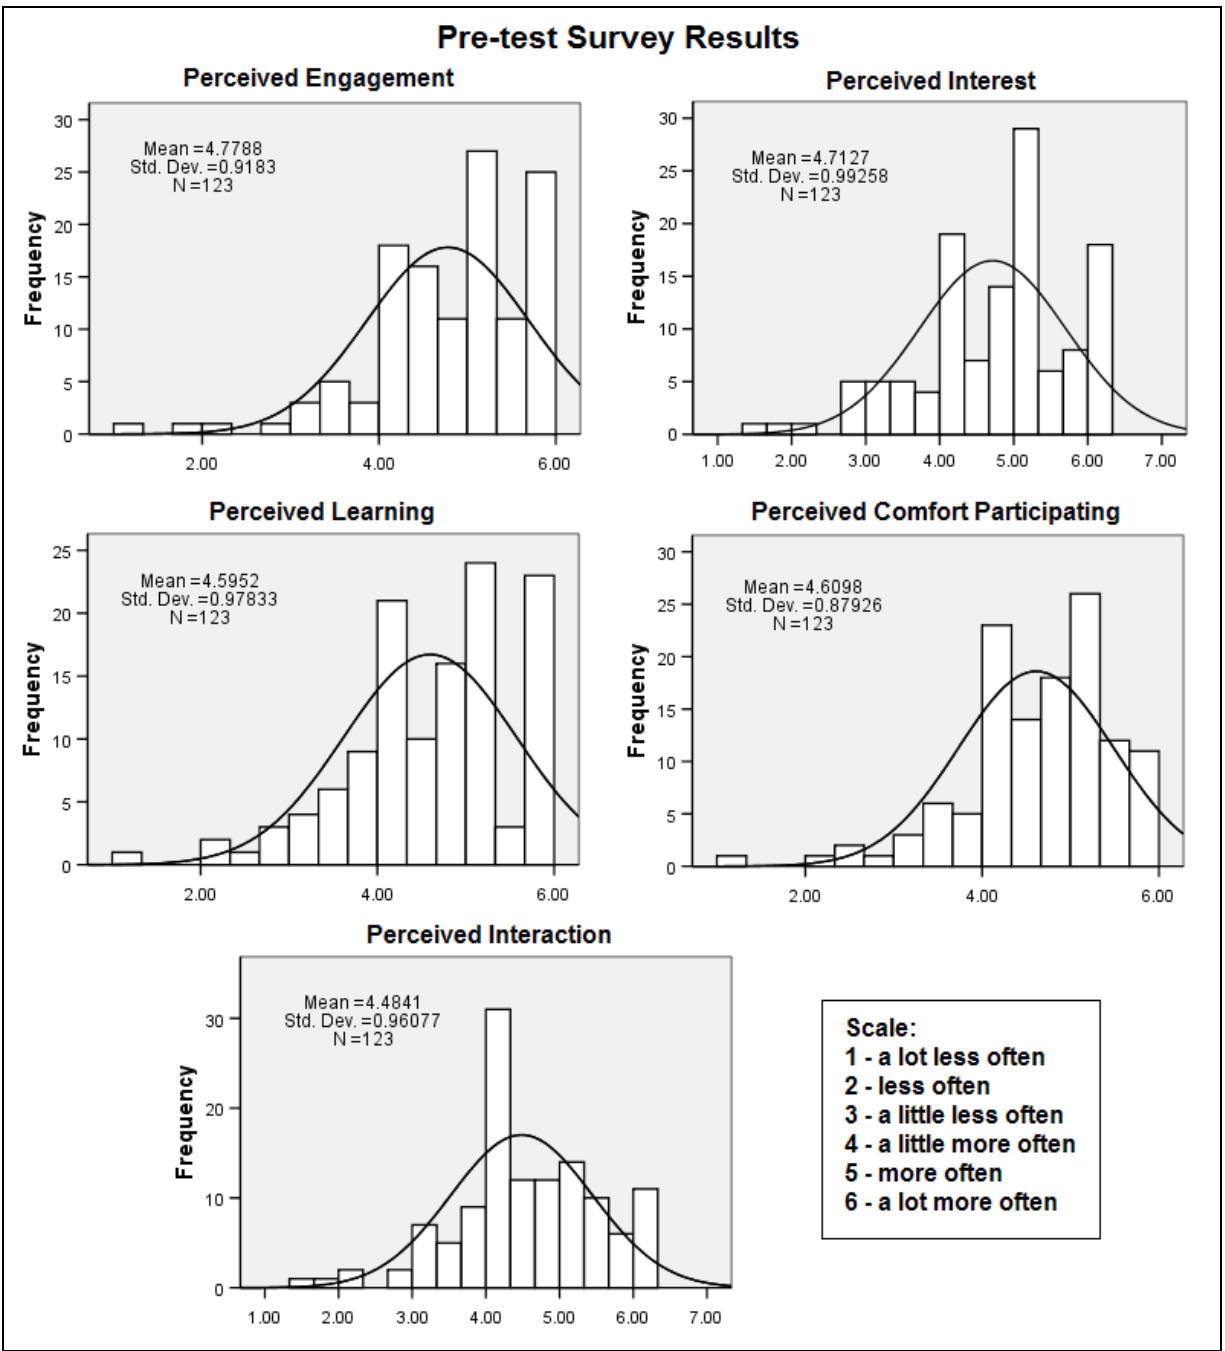 Pre-test Survey Results
Perceived Engagement
Mean =4.7788
Std. Dev. =0.9183
N =123
Frequency
30
25
20
15
10
5
0
2.00 4.00 6.00
Perceived Interest
Mean =4.7127
Std. Dev. =0.99258
N =123
Frequency
30
25
20
15
10
5
0
1.00 2.00 3.00 4.00 5.00 6.00 7.00
Perceived Learning
Mean =4.5952
Std. Dev. =0.97833
N =123
Frequency
25
20
15
10
5
0
2.00 4.00 6.00
Perceived Comfort Participating
Mean =4.6098
Std. Dev. =0.87926
N =123
Frequency
30
25
20
15
10
5
0
2.00 4.00 6.00
Perceived Interaction
Mean =4.4841
Std. Dev. =0.96077
N =123
Frequency
30
20
10
0
1.00 2.00 3.00 4.00 5.00 6.00 7.00
Scale:
1 - a lot less often
2 - less often
3 - a little less often
4 - a little more often
5 - more often
6 - a lot more often